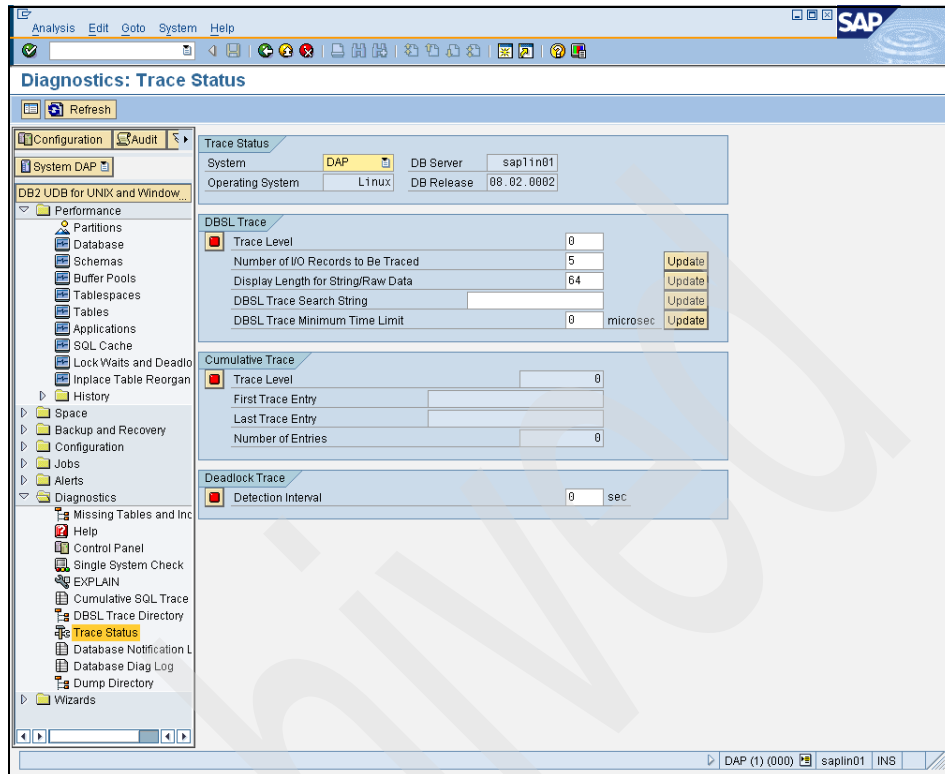 Analysis Edit Goto System Help
SAP
Diagnostics: Trace Status
Refresh
Configuration Audit
System DAP
DB2 UDB for UNIX and Window...
Performance
Partitions
Database
Schemas
Buffer Pools
Tablespaces
Tables
Applications
SQL Cache
Lock Waits and Deadlo
Inplace Table Reorgan
History
Space
Backup and Recovery
Configuration
Jobs
Alerts
Diagnostics
Missing Tables and Inc
Help
Control Panel
Single System Check
EXPLAIN
Cumulative SQL Trace
DBSL Trace Directory
Trace Status
Database Notification L
Database Diag Log
Dump Directory
Wizards
Trace Status
System DAP DB Server saplin01
Operating System Linux DB Release 08.02.0002
DBSL Trace
Trace Level 0
Number of I/O Records to Be Traced 5 Update
Display Length for String/Raw Data 64 Update
DBSL Trace Search String Update
DBSL Trace Minimum Time Limit 0 microsec Update
Cumulative Trace
Trace Level 0
First Trace Entry
Last Trace Entry
Number of Entries 0
Deadlock Trace
Detection Interval 0 sec
DAP (1) (000) saplin01 INS